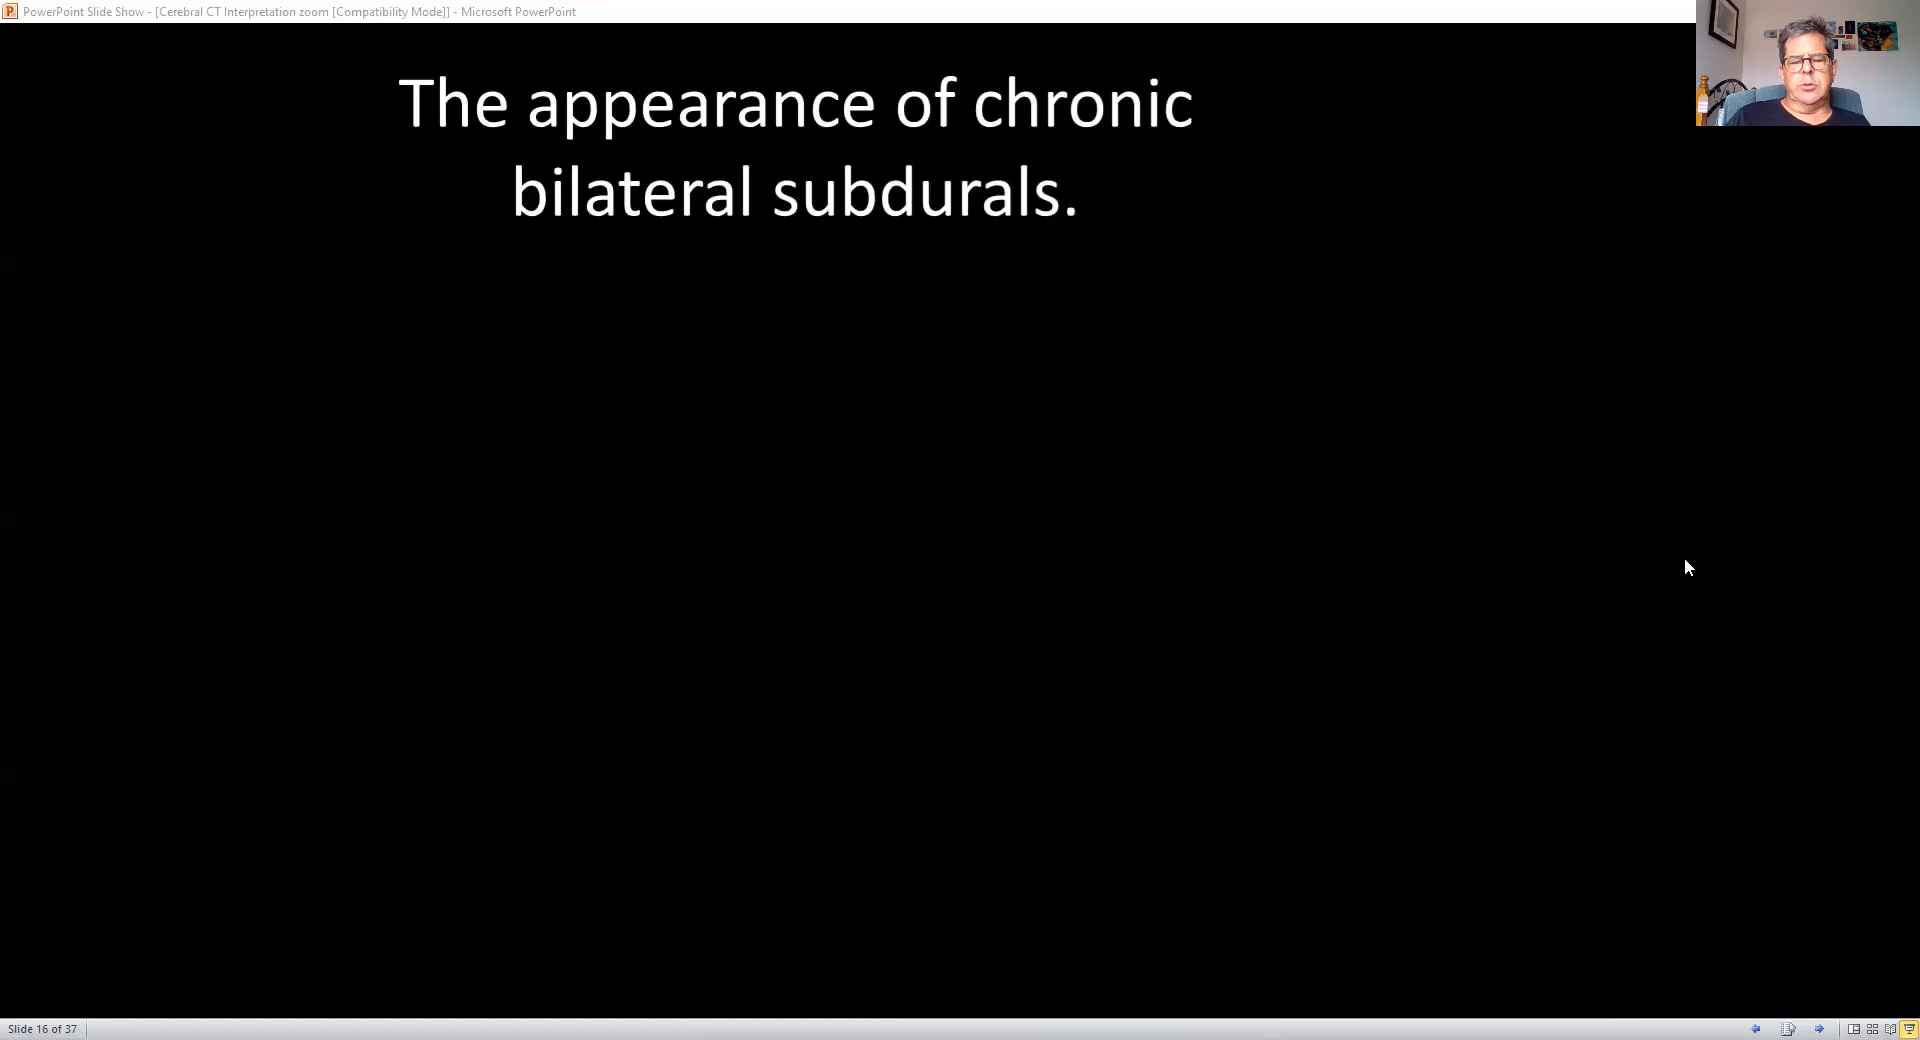 PowerPoint Slide Show - [Cerebral CT Interpretation zoom [Compatibility Mode]] - Microsoft PowerPoint
The appearance of chronic
bilateral subdurals.
Slide 16 of 37